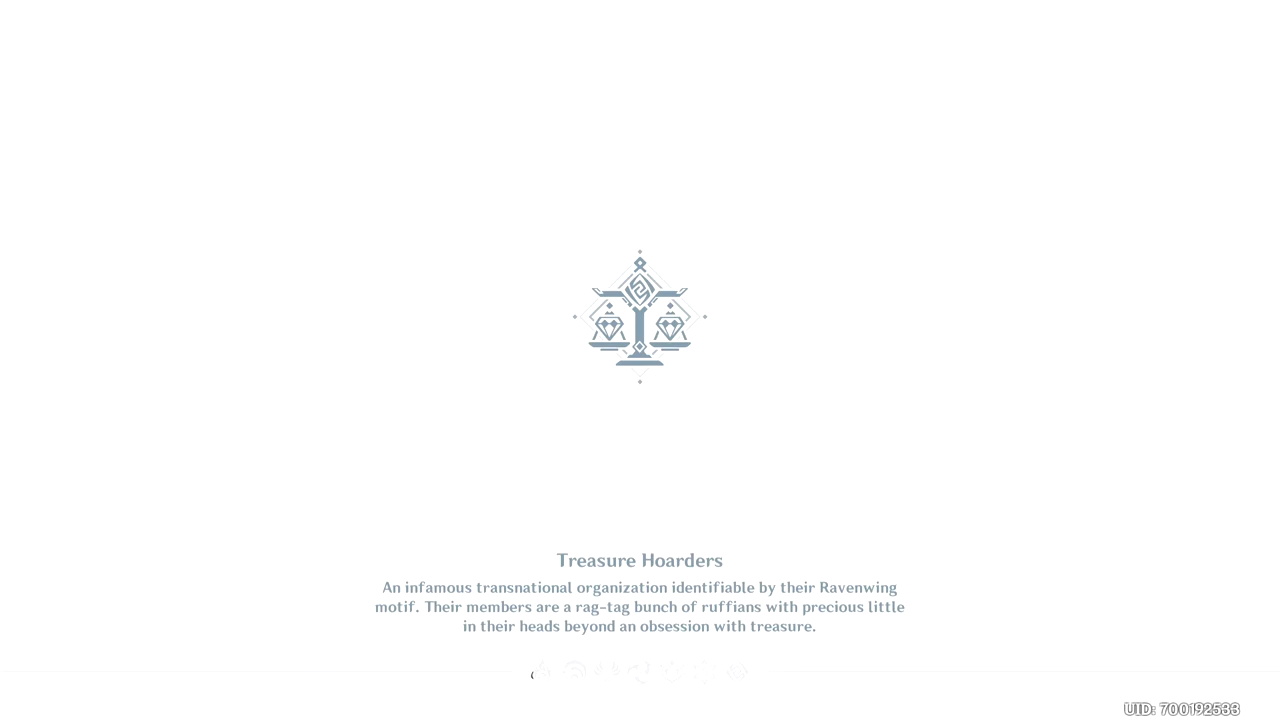 Treasure Hoarders
An infamous transnational organization identifiable by their Ravenwing
motif. Their members are a rag-tag bunch of ruffians with precious little
in their heads beyond an obsession with treasure.
UID: 700192533